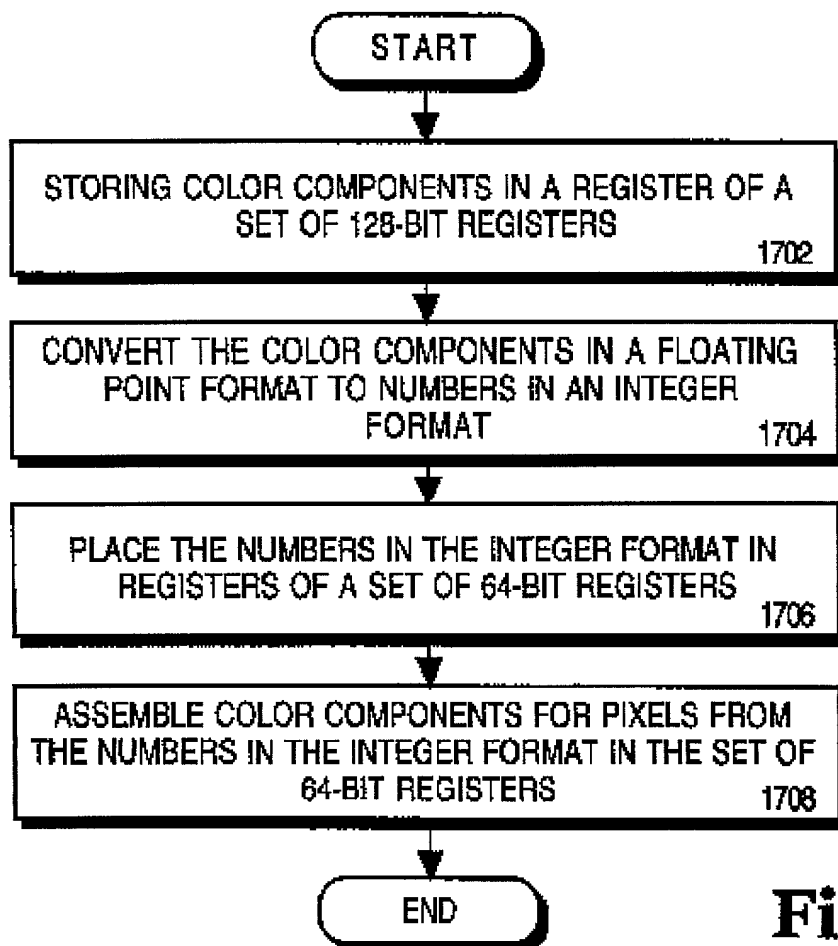 START
STORING COLOR COMPONENTS IN A REGISTER OF A
SET OF 128-BIT REGISTERS
1702
CONVERT THE COLOR COMPONENTS IN A FLOATING
POINT FORMAT TO NUMBERS IN AN INTEGER
FORMAT
1704
PLACE THE NUMBERS IN THE INTEGER FORMAT IN
REGISTERS OF A SET OF 64-BIT REGISTERS
1706
ASSEMBLE COLOR COMPONENTS FOR PIXELS FROM
THE NUMBERS IN THE INTEGER FORMAT IN THE SET OF
64-BIT REGISTERS
1708
END
Fi